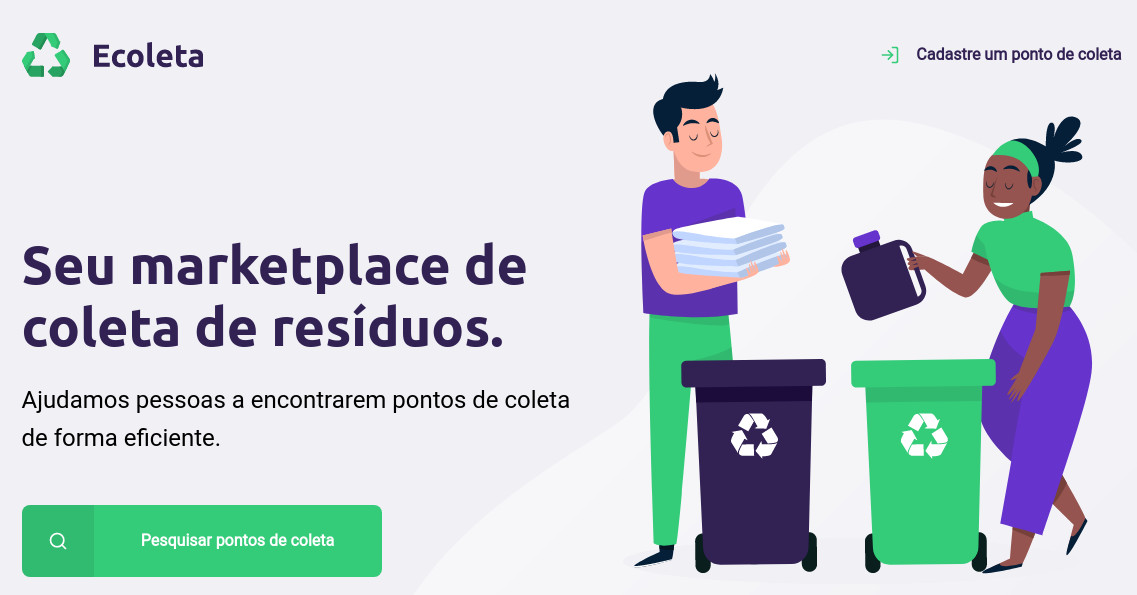 Ecoleta
Cadastre um ponto de coleta
Seu marketplace de
coleta de resíduos.
Ajudamos pessoas a encontrarem pontos de coleta
de forma eficiente.
Pesquisar pontos de coleta